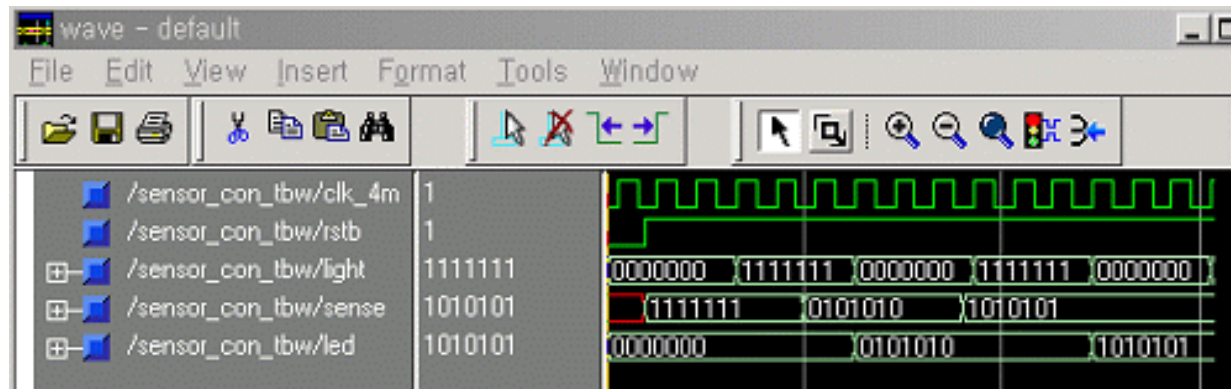 wave - default
File Edit View Insert Format Tools Window
/sensor_con_tbw/clk_4m 1
/sensor_con_tbw/rstb 1
/sensor_con_tbw/light 1111111 0000000 1111111 0000000 1111111 0000000
/sensor_con_tbw/sense 1010101 1111111 0101010 1010101
/sensor_con_tbw/led 1010101 0000000 0101010 1010101